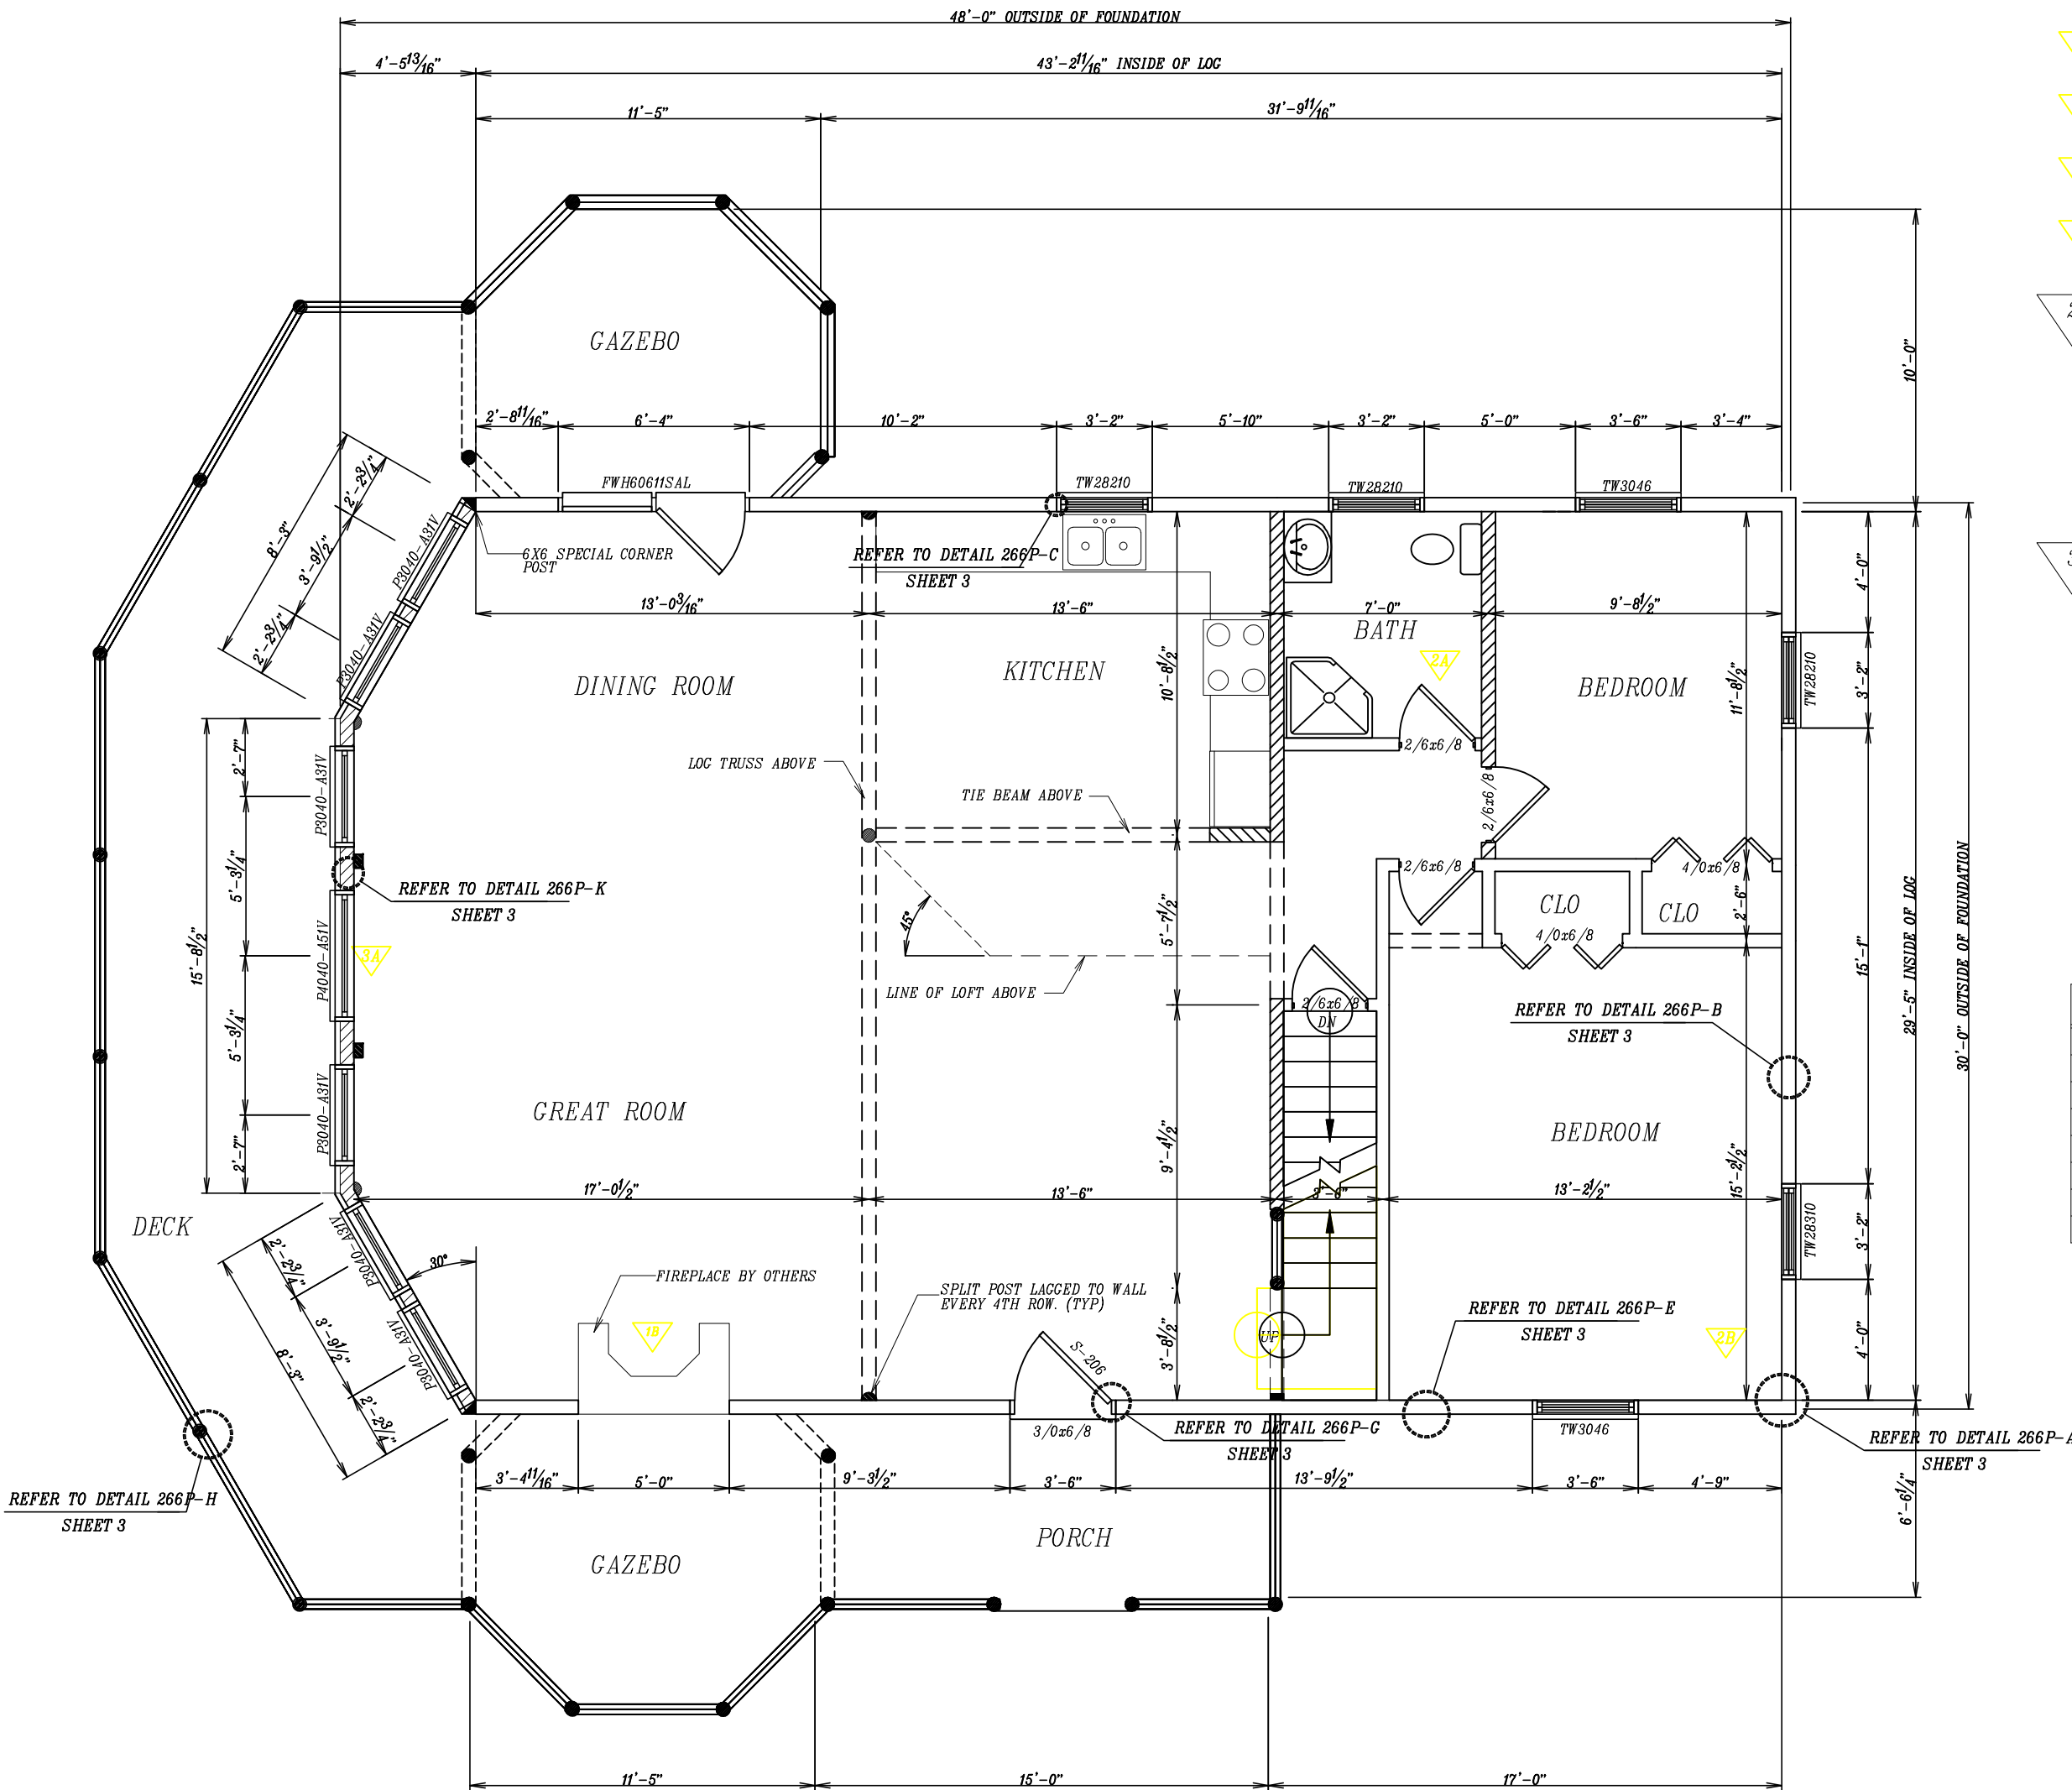 48'-0" OUTSIDE OF FOUNDATION
4'-5 13/16"
43'-2 11/16" INSIDE OF LOG
11'-5"
31'-9 11/16"
GAZEBO
10'-0"
2'-8 11/16"
6'-4"
10'-2"
3'-2"
5'-10"
3'-2"
5'-0"
3'-6"
3'-4"
FWH60611SAL
TW28210
TW28210
TW3046
8'-3"
2'-2 3/4"
3'-9 1/2"
2'-2 3/4"
P3040-A31V
P3040-A31V
6X6 SPECIAL CORNER
POST
REFER TO DETAIL 266P-C
SHEET 3
13'-0 3/16"
13'-6"
7'-0"
9'-8 1/2"
4'-0"
BATH
2A
DINING ROOM
KITCHEN
BEDROOM
10'-8 1/2"
11'-8 1/2"
TW28210
3'-2"
2/6x6/8
2/6x6/8
LOG TRUSS ABOVE
TIE BEAM ABOVE
2'-7"
P3040-A31V
5'-3 1/4"
15'-8 1/2"
REFER TO DETAIL 266P-K
SHEET 3
2/6x6/8
4/0x6/8
CLO
CLO
4/0x6/8
2'-6"
45°
5'-7 1/2"
3A
P4040-A51V
LINE OF LOFT ABOVE
15'-1"
29'-5" INSIDE OF LOG
30'-0" OUTSIDE OF FOUNDATION
2/6x6/8
DN
REFER TO DETAIL 266P-B
SHEET 3
5'-3 1/4"
P3040-A31V
GREAT ROOM
9'-4 1/2"
BEDROOM
15'-2 1/2"
2'-7"
17'-0 1/2"
13'-6"
13'-2 1/2"
DECK
TW28310
3'-2"
P3040-A31V
P3040-A31V
2'-2 3/4"
3'-9 1/2"
8'-3"
2'-2 3/4"
30°
FIREPLACE BY OTHERS
1B
SPLIT POST LAGGED TO WALL
EVERY 4TH ROW. (TYP)
3'-8 1/2"
UP
S-206
REFER TO DETAIL 266P-E
SHEET 3
2B
4'-0"
3/0x6/8
REFER TO DETAIL 266P-G
SHEET 3
TW3046
REFER TO DETAIL 266P-A
SHEET 3
REFER TO DETAIL 266P-H
SHEET 3
3'-4 11/16"
5'-0"
9'-3 1/2"
3'-6"
13'-9 1/2"
3'-6"
4'-9"
6'-6 1/4"
GAZEBO
PORCH
11'-5"
15'-0"
17'-0"